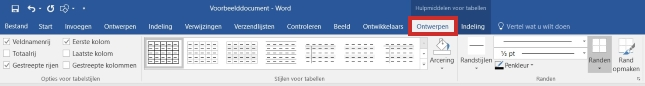 Voorbeelddocument - Word
Hulpmiddelen voor tabellen
Bestand Start Invoegen Ontwerpen Indeling Verwijzingen Verzendlijsten Controleren Beeld Ontwikkelaars Ontwerpen Indeling Vertel wat u wilt doen
Veldnamenrij Eerste kolom
Totaalrij Laatste kolom
Gestreepte rijen Gestreepte kolommen
Arcering Randstijlen ½ pt Penkleur Randen Rand opmaken
Opties voor tabelstijlen Stijlen voor tabellen Randen